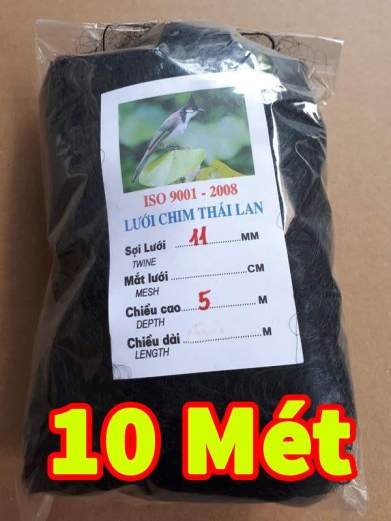 ISO 9001 - 2008
LƯỚI CHIM THÁI LAN
Sợi Lưới ........11........MM
TWINE
Mắt lưới ....................CM
MESH
Chiều cao.....5............M
DEPTH
Chiều dài ...................M
LENGTH
10 Mét